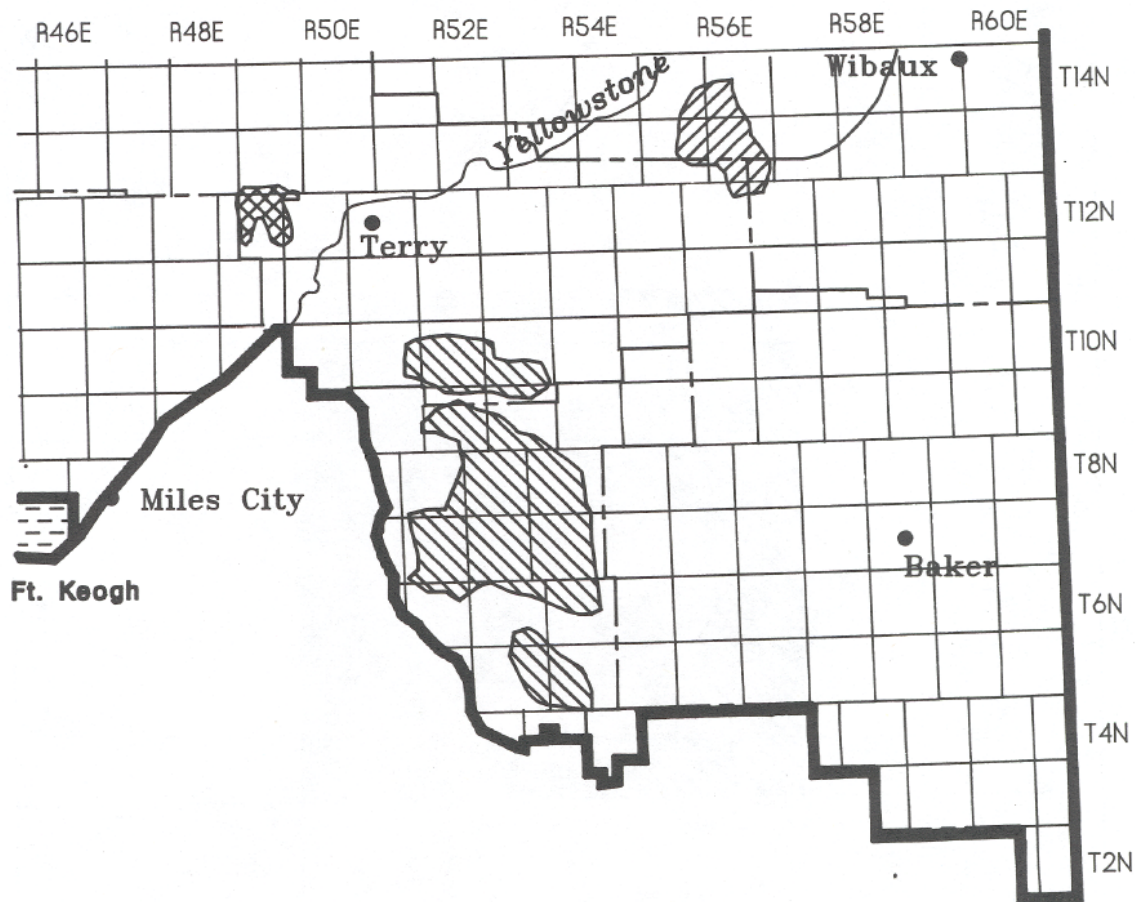 R46E R48E R50E R52E R54E R56E R58E R60E
Wibaux
T14N
Yellowstone
T12N
Terry
T10N
T8N
Miles City
Baker
Ft. Keogh
T6N
T4N
T2N